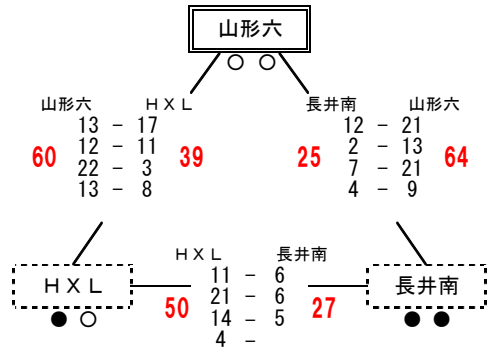 山形六
○ ○
山形六 HXL
13 - 17
12 - 11
22 - 3
13 - 8
60 39
長井南 山形六
12 - 21
2 - 13
7 - 21
4 - 9
25 64
HXL 長井南
11 - 6
21 - 6
14 - 5
4 -
50 27
HXL
● ○
長井南
● ●